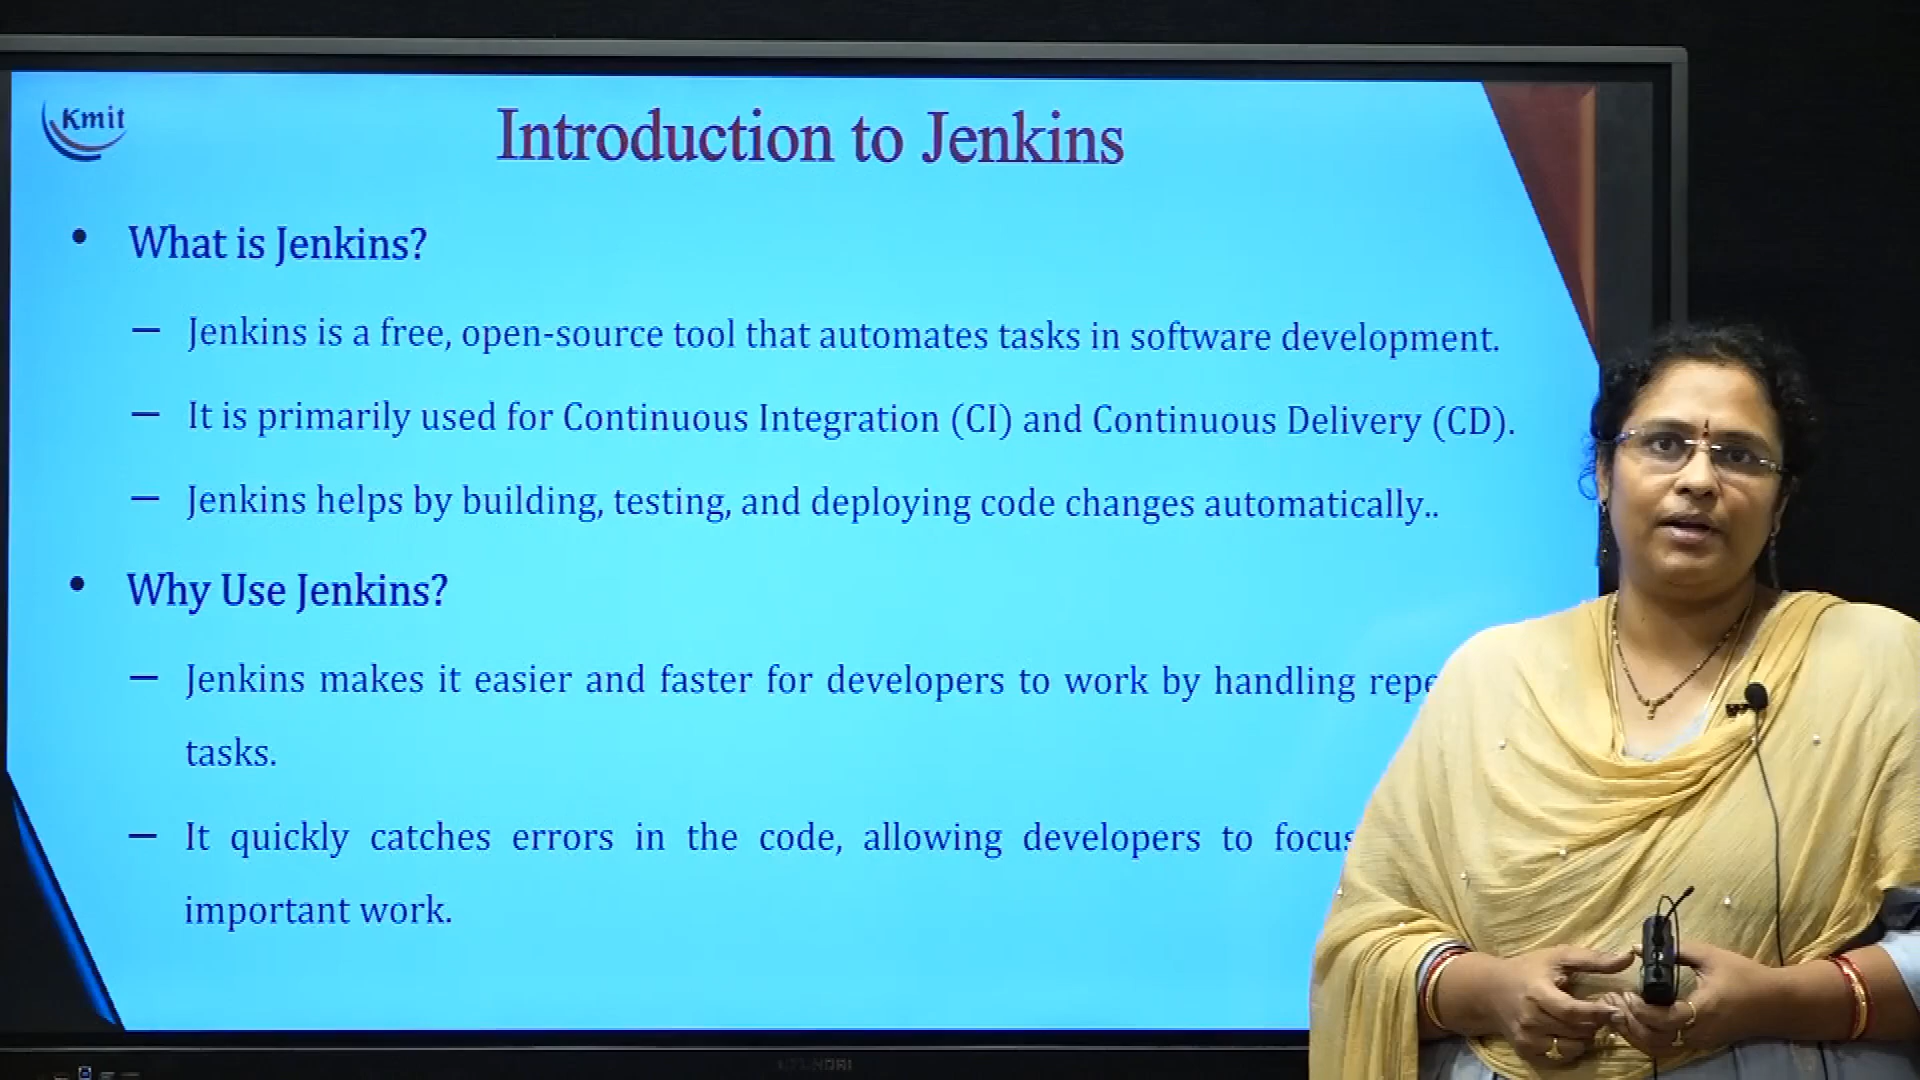 Kmit
Introduction to Jenkins
• What is Jenkins?
– Jenkins is a free, open-source tool that automates tasks in software development.
– It is primarily used for Continuous Integration (CI) and Continuous Delivery (CD).
– Jenkins helps by building, testing, and deploying code changes automatically..
• Why Use Jenkins?
– Jenkins makes it easier and faster for developers to work by handling
tasks.
– It quickly catches errors in the code, allowing developers to
important work.
HYUNDAI